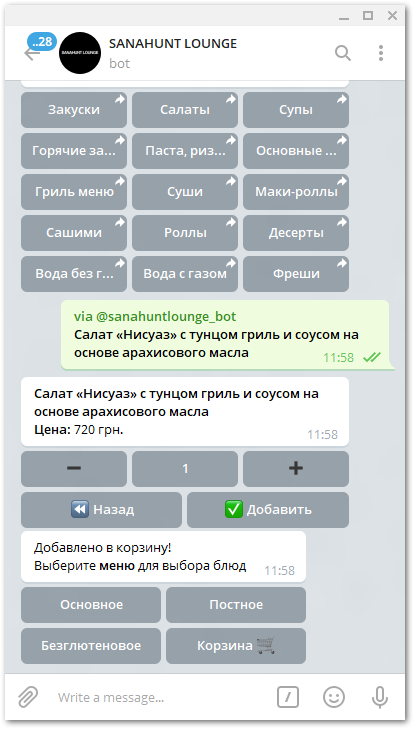 ..28
SANAHUNT LOUNGE
SANAHUNT LOUNGE
bot
Закуски
Салаты
Супы
Горячие за...
Паста, риз...
Основные ...
Гриль меню
Суши
Маки-роллы
Сашими
Роллы
Десерты
Вода без г...
Вода с газом
Фреши
via @sanahuntlounge_bot
Салат «Нисуаз» с тунцом гриль и соусом на
основе арахисового масла
11:58
Салат «Нисуаз» с тунцом гриль и соусом на
основе арахисового масла
Цена: 720 грн.
11:58
1
Назад
Добавить
Добавлено в корзину!
Выберите меню для выбора блюд
11:58
Основное
Постное
Безглютеновое
Корзина
Write a message...